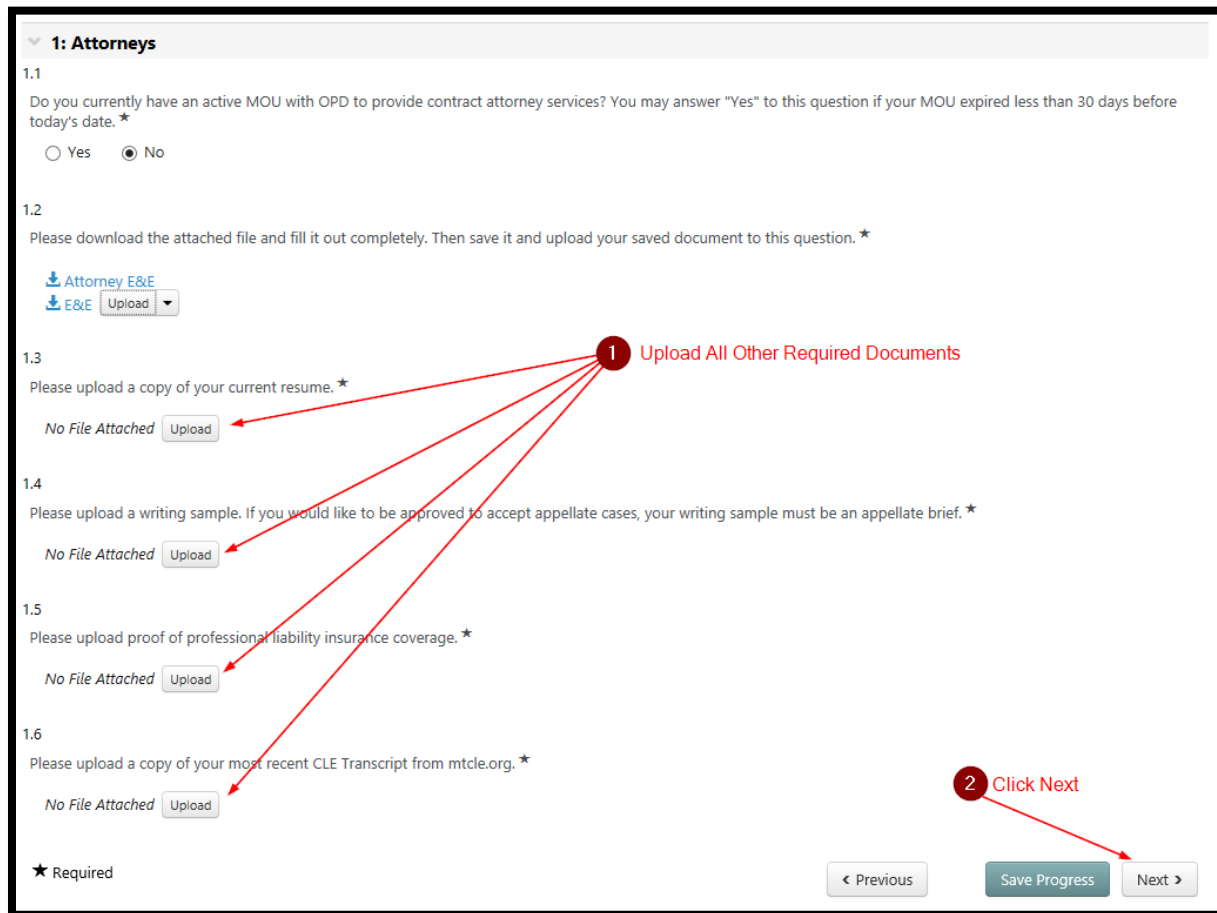 1: Attorneys
1.1
Do you currently have an active MOU with OPD to provide contract attorney services? You may answer "Yes" to this question if your MOU expired less than 30 days before
today's date. ★
Yes No
1.2
Please download the attached file and fill it out completely. Then save it and upload your saved document to this question. ★
Attorney E&E
E&E Upload
1 Upload All Other Required Documents
1.3
Please upload a copy of your current resume. ★
No File Attached Upload
1.4
Please upload a writing sample. If you would like to be approved to accept appellate cases, your writing sample must be an appellate brief. ★
No File Attached Upload
1.5
Please upload proof of professional liability insurance coverage. ★
No File Attached Upload
1.6
Please upload a copy of your most recent CLE Transcript from mtcle.org. ★
No File Attached Upload
2 Click Next
★ Required
< Previous Save Progress Next >